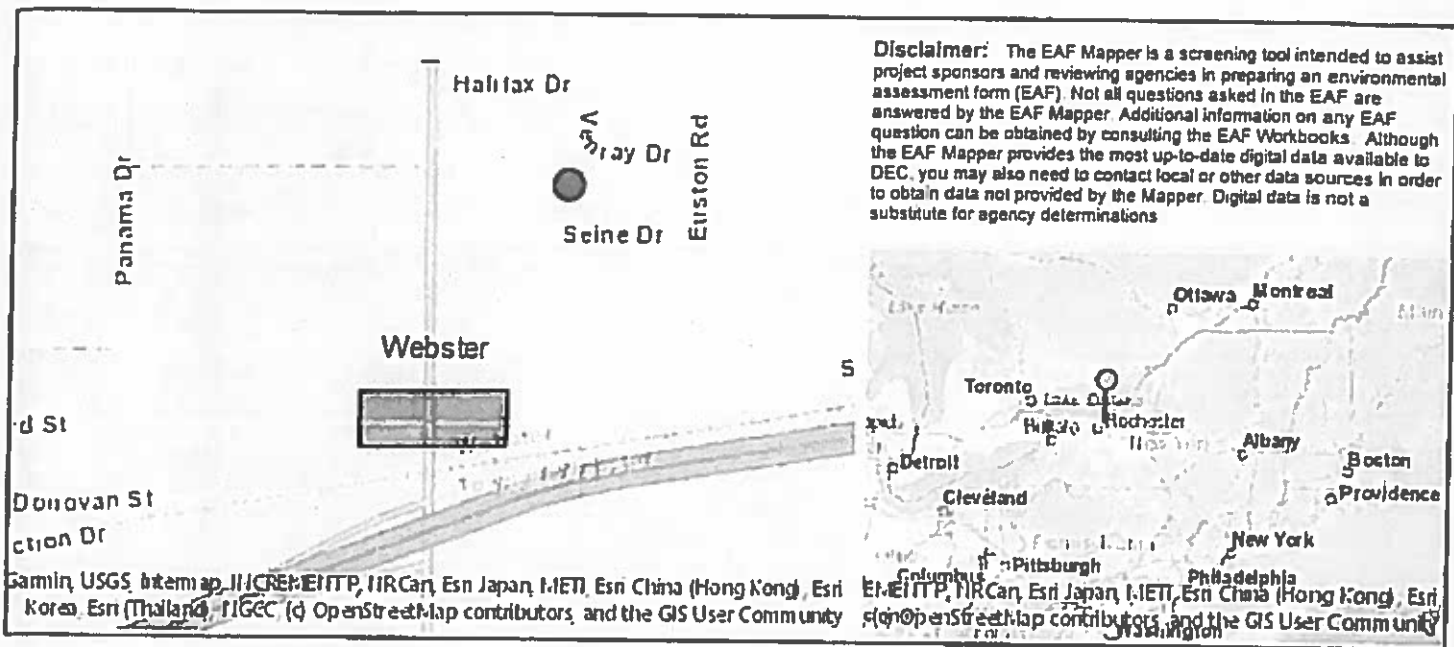 Disclaimer: The EAF Mapper is a screening tool intended to assist
project sponsors and reviewing agencies in preparing an environmental
assessment form (EAF). Not all questions asked in the EAF are
answered by the EAF Mapper. Additional information on any EAF
question can be obtained by consulting the EAF Workbooks. Although
the EAF Mapper provides the most up-to-date digital data available to
DEC, you may also need to contact local or other data sources in order
to obtain data not provided by the Mapper. Digital data is not a
substitute for agency determinations
Halifax Dr
Panama Dr
ray Dr
Euston Rd
Seine Dr
Webster
S
d St
Donovan St
ction Dr
Garmin, USGS, Intermap, INCREMENT P, NRCan, Esri Japan, METI, Esri China (Hong Kong), Esri
Korea, Esri (Thailand), NGCC, (c) OpenStreetMap contributors, and the GIS User Community
Ottawa
Montreal
Main
Lake Huron
Toronto
Rochester
Buffalo
Albany
Detroit
Boston
Providence
Cleveland
New York
Pittsburgh
Columbus
Philadelphia
EMENT P, NRCan, Esri Japan, METI, Esri China (Hong Kong), Esri
OpenStreetMap contributors, and the GIS User Community
Washington